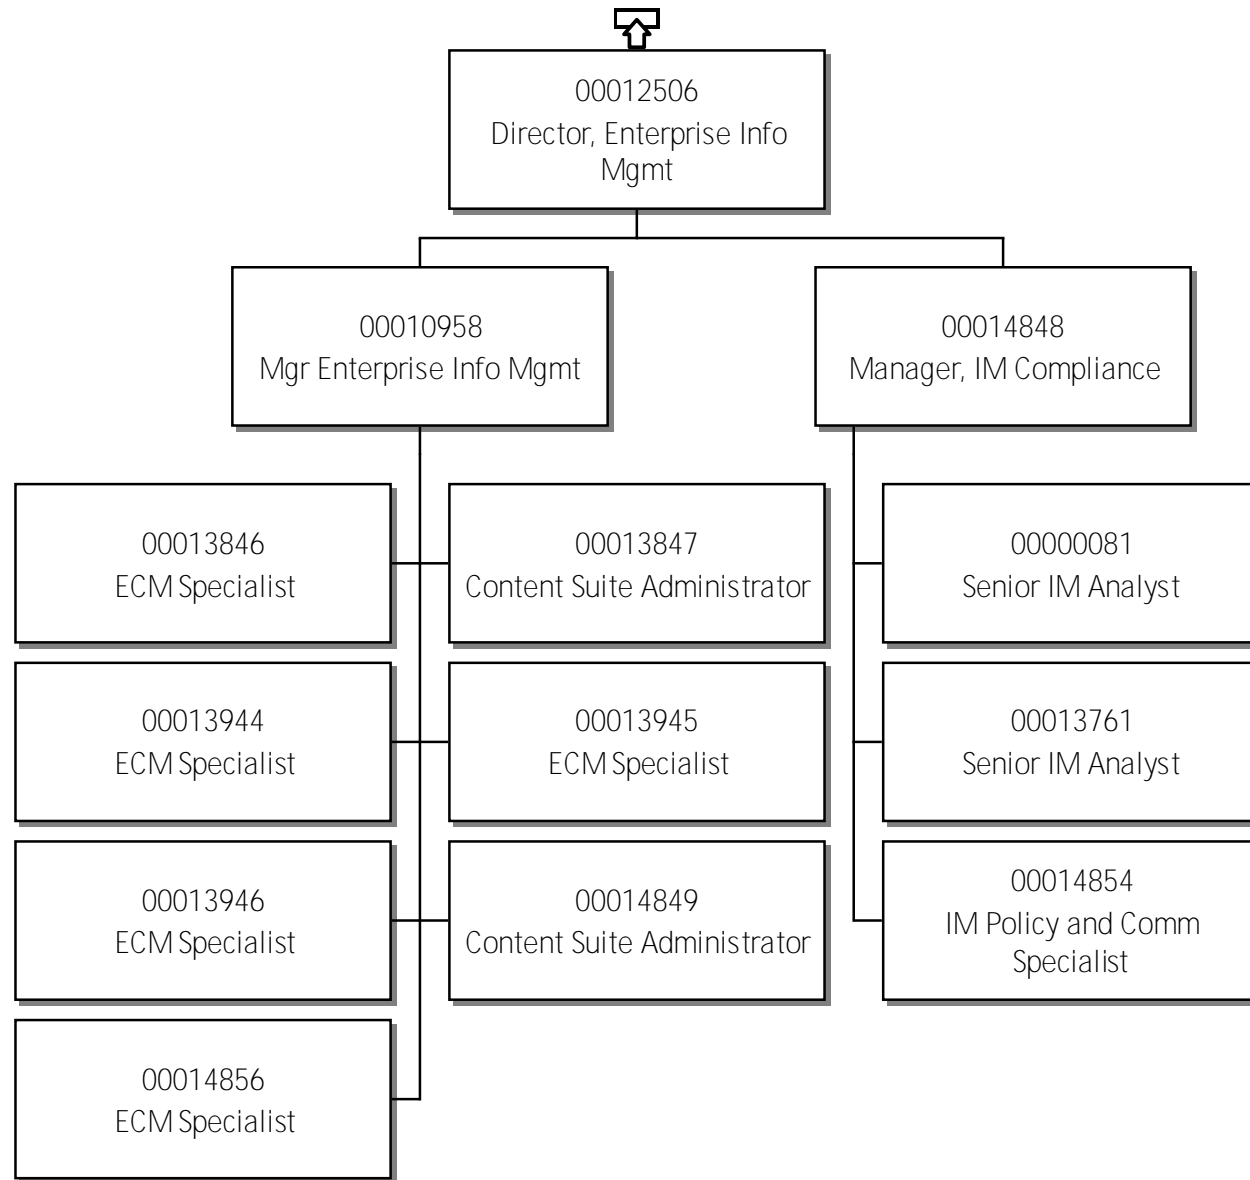 00012506
Director, Enterprise Info
Mgmt
00010958
Mgr Enterprise Info Mgmt
00014848
Manager, IM Compliance
00013846
ECM Specialist
00013847
Content Suite Administrator
00000081
Senior IM Analyst
00013944
ECM Specialist
00013945
ECM Specialist
00013761
Senior IM Analyst
00013946
ECM Specialist
00014849
Content Suite Administrator
00014854
IM Policy and Comm
Specialist
00014856
ECM Specialist